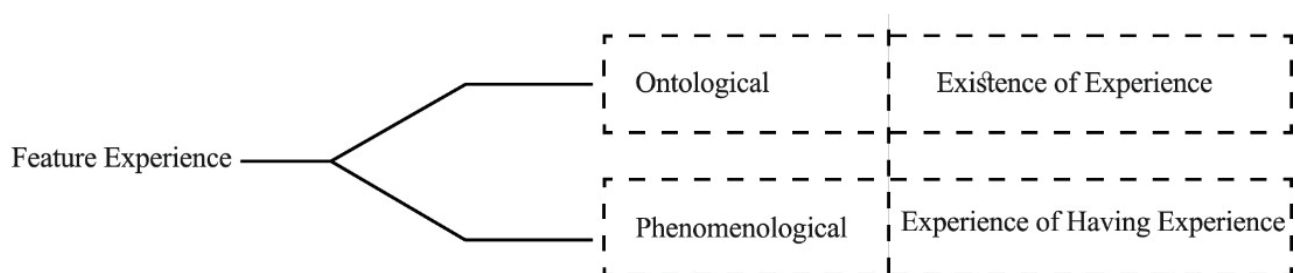 Ontological Existence of Experience
Feature Experience
Phenomenological Experience of Having Experience